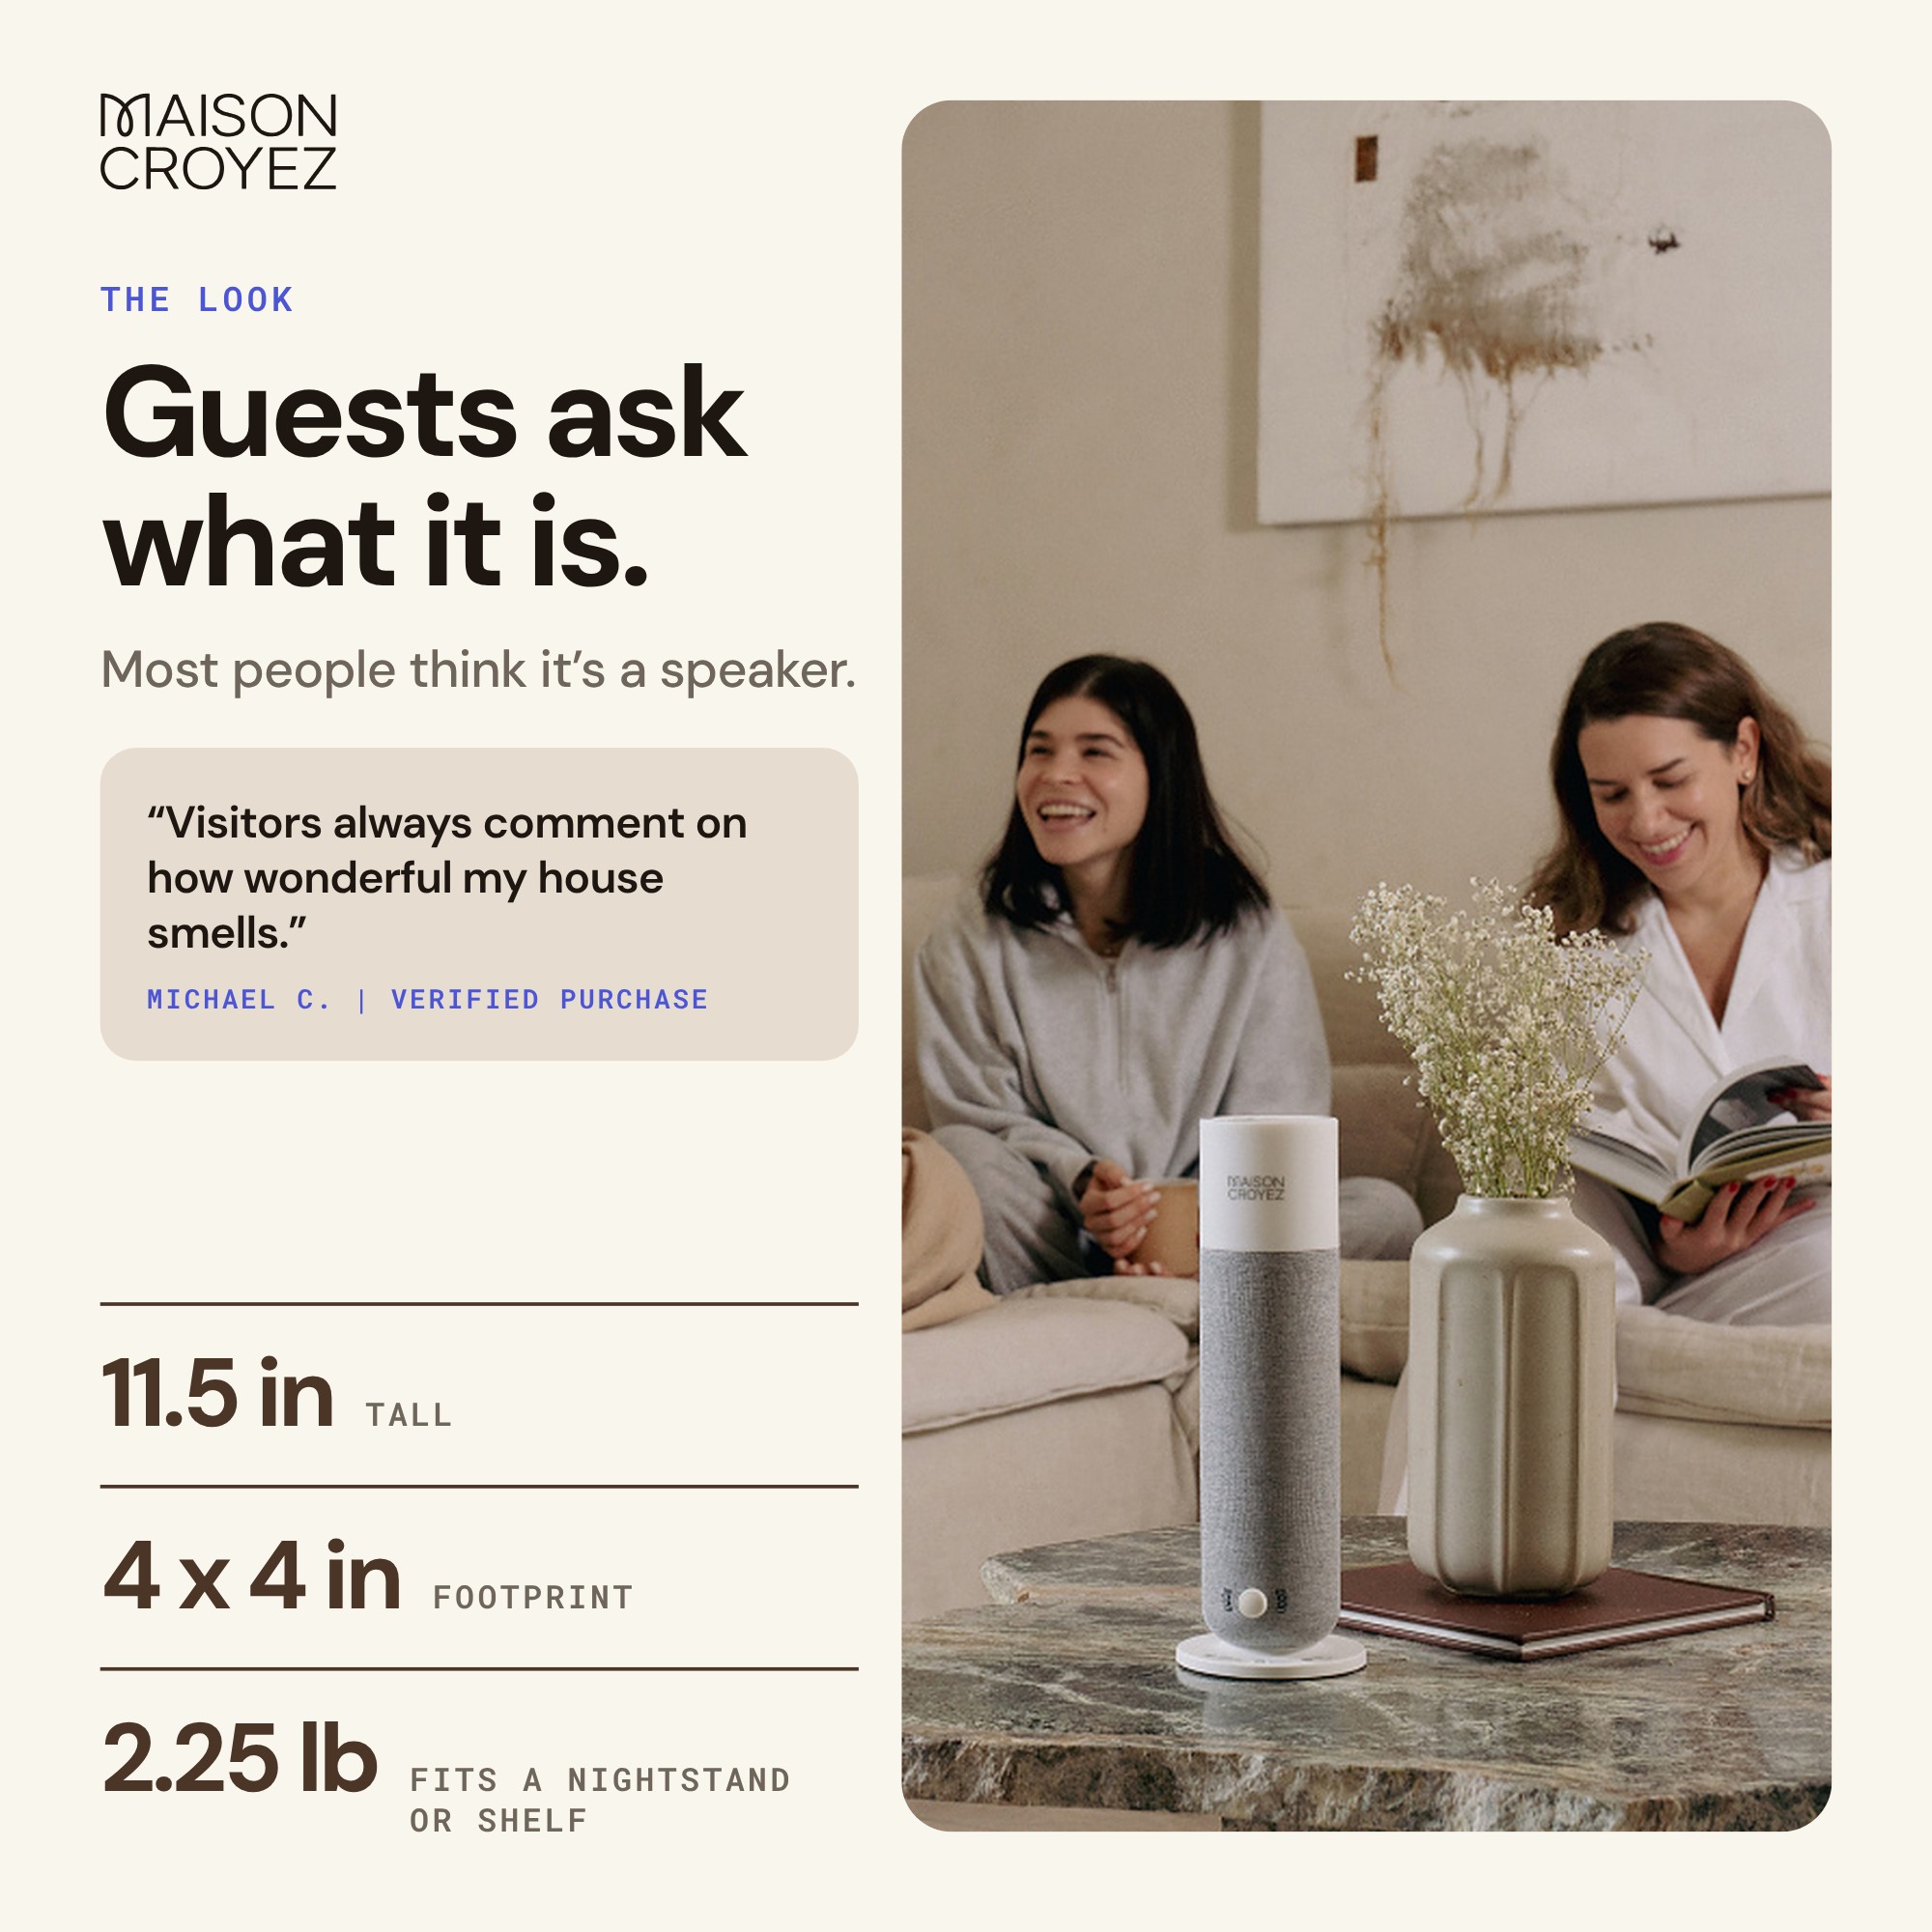 MAISON
CROYEZ
THE LOOK
Guests ask
what it is.
Most people think it’s a speaker.
“Visitors always comment on
how wonderful my house
smells.”
MICHAEL C. | VERIFIED PURCHASE
11.5 in TALL
4 x 4 in FOOTPRINT
2.25 lb FITS A NIGHTSTAND
OR SHELF
MAISON
CROYEZ